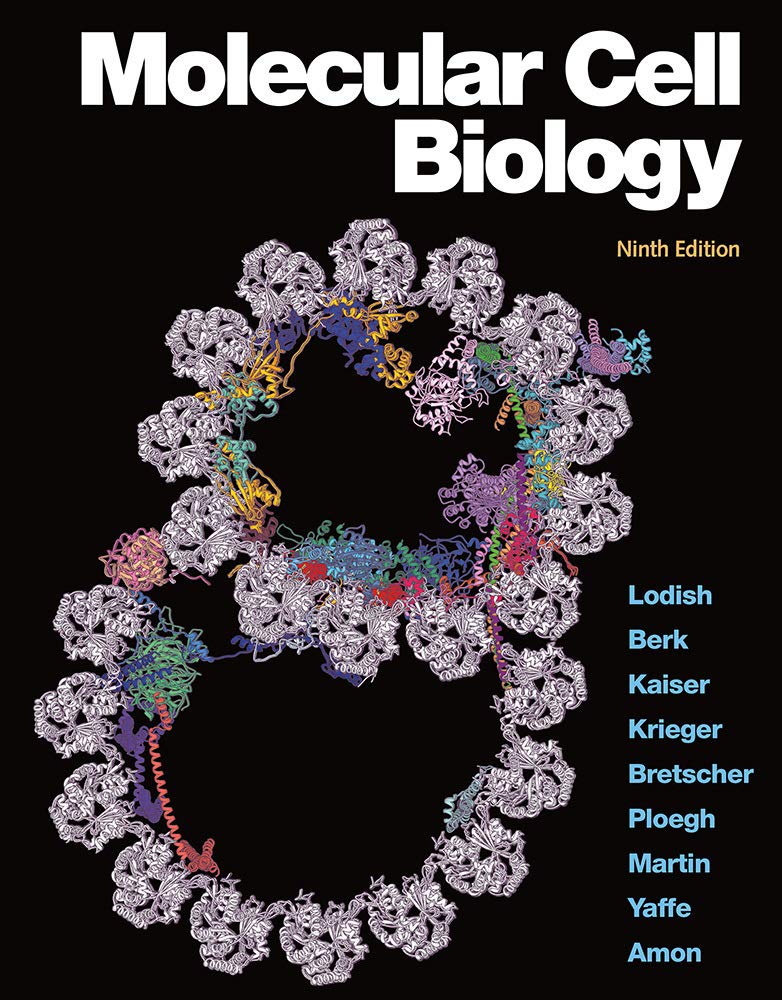 Molecular Cell
Biology
Ninth Edition
Lodish
Berk
Kaiser
Krieger
Bretscher
Ploegh
Martin
Yaffe
Amon